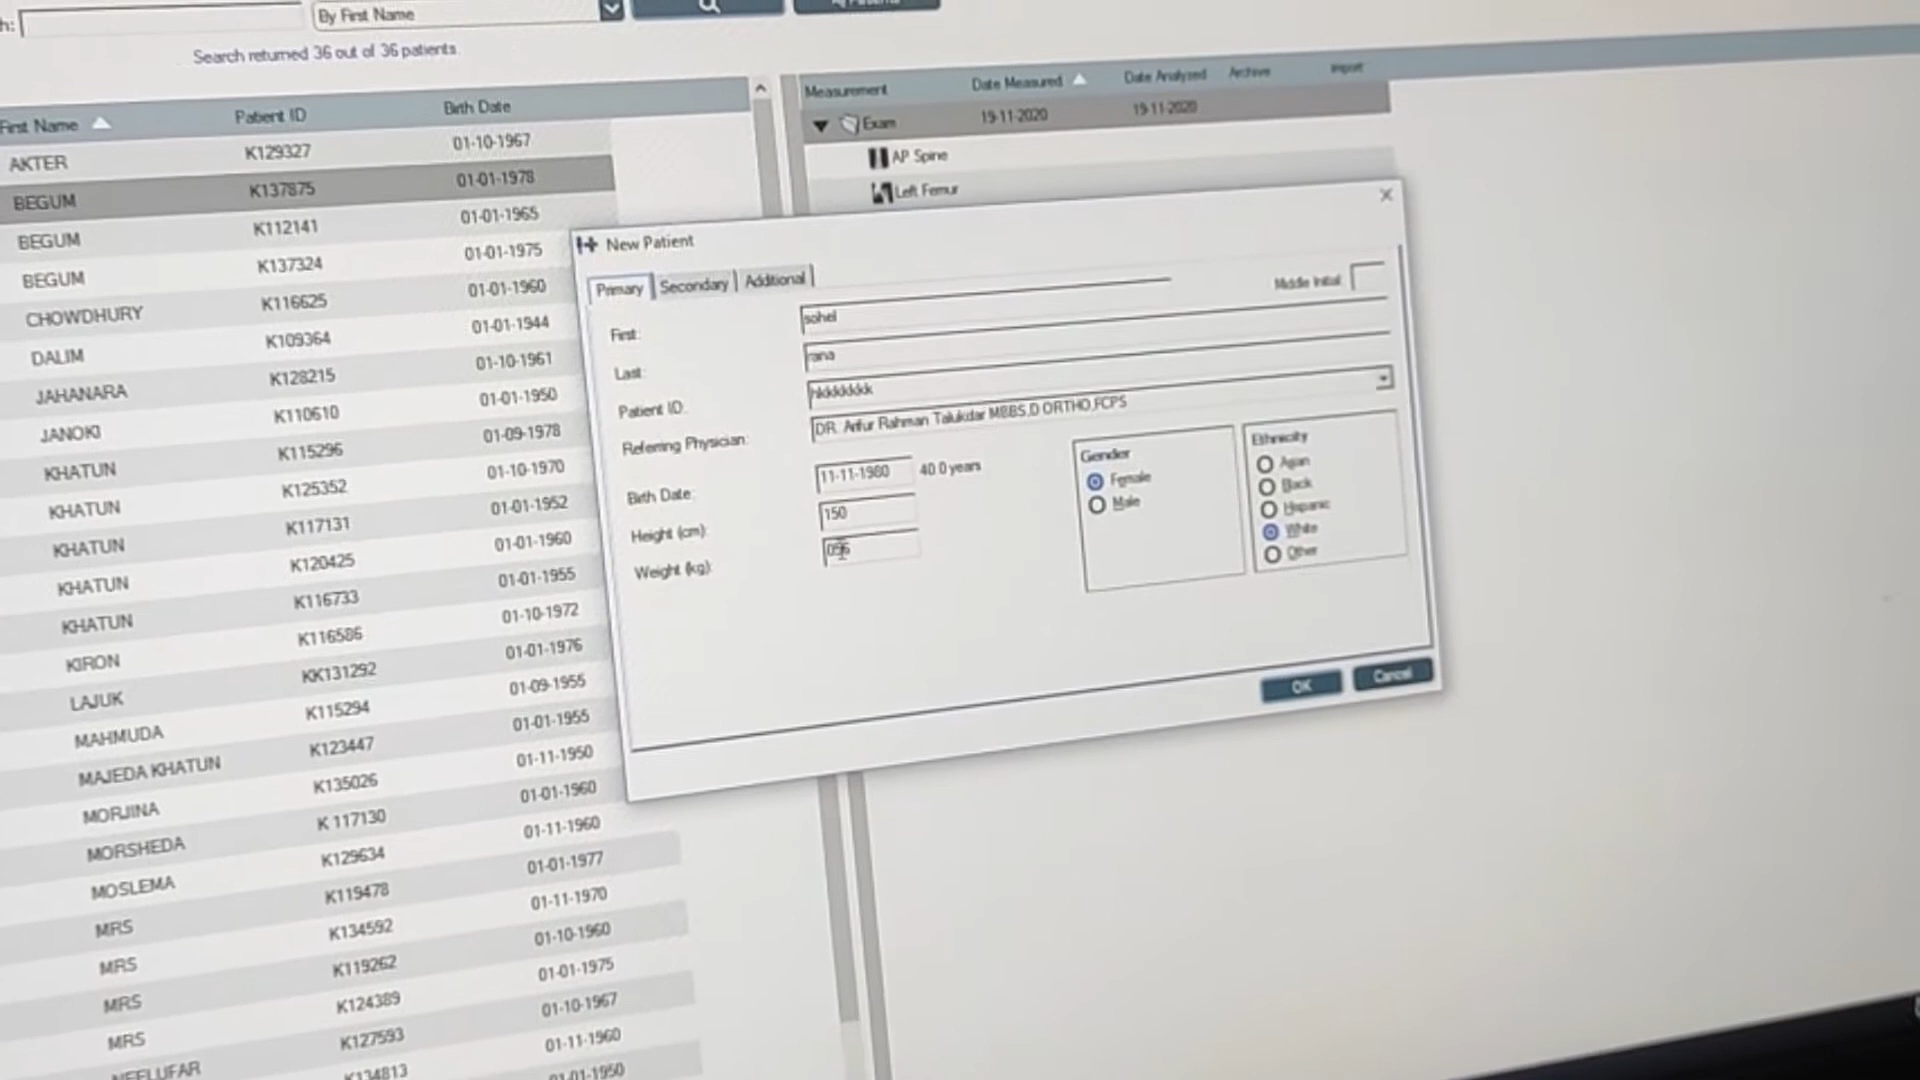 h:
By First Name
Search returned 36 out of 36 patients
First Name Patient ID Birth Date
AKTER K129327 01-10-1967
BEGUM K137875 01-01-1978
BEGUM K112141 01-01-1965
BEGUM K137324 01-01-1975
CHOWDHURY K116625 01-01-1960
DALIM K109364 01-01-1944
JAHANARA K128215 01-10-1961
JANOKI K110610 01-01-1950
KHATUN K115296 01-09-1978
KHATUN K125352 01-10-1970
KHATUN K117131 01-01-1952
KHATUN K120425 01-01-1960
KHATUN K116733 01-01-1955
KIRON K116586 01-10-1972
LAJUK KK131292 01-01-1976
MAHMUDA K115294 01-09-1955
MAJEDA KHATUN K123447 01-01-1955
MORJINA K135026 01-11-1950
MORSHEDA K 117130 01-01-1960
MOSLEMA K129634 01-11-1960
MRS K119478 01-01-1977
MRS K134592 01-11-1970
MRS K119262 01-10-1960
MRS K124389 01-01-1975
NEELUFAR K127593 01-10-1967
K134813 01-11-1960
01-01-1950
Measurement Date Measured Date Analyzed Archive Import
Exam 19-11-2020 19-11-2020
AP Spine
Left Femur
New Patient
Primary Secondary Additional
First: sohel Middle Initial
Last: rana
Patient ID:
Referring Physician: DR. Arifur Rahman Talukdar MBBS,D ORTHO,FCPS
Birth Date: 11-11-1980 40.0 years
Height (cm): 150
Weight (kg):
Gender
Female
Male
Ethnicity
Asian
Black
Hispanic
White
Other
OK Cancel